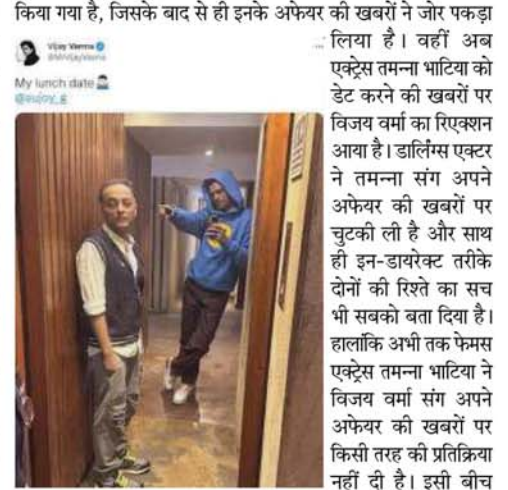 किया गया है, जिसके बाद से ही इनके अफेयर की खबरों ने जोर पकड़ा
Vijay Varma
@MrVijayVarma
My lunch date
@sujoy_g
लिया है। वहीं अब
एक्ट्रेस तमन्ना भाटिया को
डेट करने की खबरों पर
विजय वर्मा का रिएक्शन
आया है। डार्लिंग्स एक्टर
ने तमन्ना संग अपने
अफेयर की खबरों पर
चुटकी ली है और साथ
ही इन-डायरेक्ट तरीके
दोनों की रिश्ते का सच
भी सबको बता दिया है।
हालांकि अभी तक फेमस
एक्ट्रेस तमन्ना भाटिया ने
विजय वर्मा संग अपने
अफेयर की खबरों पर
किसी तरह की प्रतिक्रिया
नहीं दी है। इसी बीच